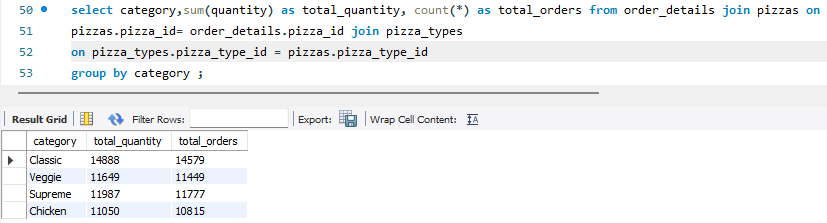 50 select category,sum(quantity) as total_quantity, count(*) as total_orders from order_details join pizzas on
51 pizzas.pizza_id= order_details.pizza_id join pizza_types
52 on pizza_types.pizza_type_id = pizzas.pizza_type_id
53 group by category ;
Result Grid Filter Rows: Export: Wrap Cell Content: IA
category total_quantity total_orders
Classic 14888 14579
Veggie 11649 11449
Supreme 11987 11777
Chicken 11050 10815